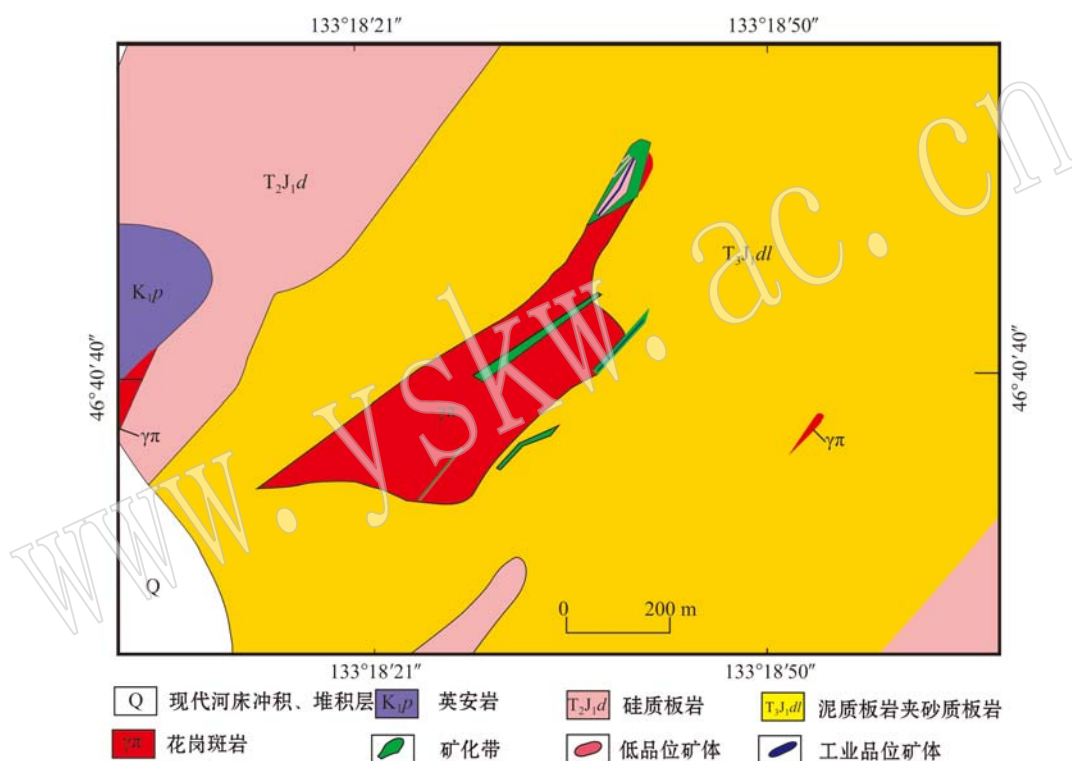 133°18′21″ 133°18′50″
T₂J₁d
T₃J₁dl
K₁p
46°40′40″ 46°40′40″
γπ
γπ
γπ
Q
0 200 m
133°18′21″ 133°18′50″
Q 现代河床冲积、堆积层 K₁p 英安岩 T₂J₁d 硅质板岩 T₃J₁dl 泥质板岩夹砂质板岩
γπ 花岗斑岩 矿化带 低品位矿体 工业品位矿体
www.yskw.ac.cn